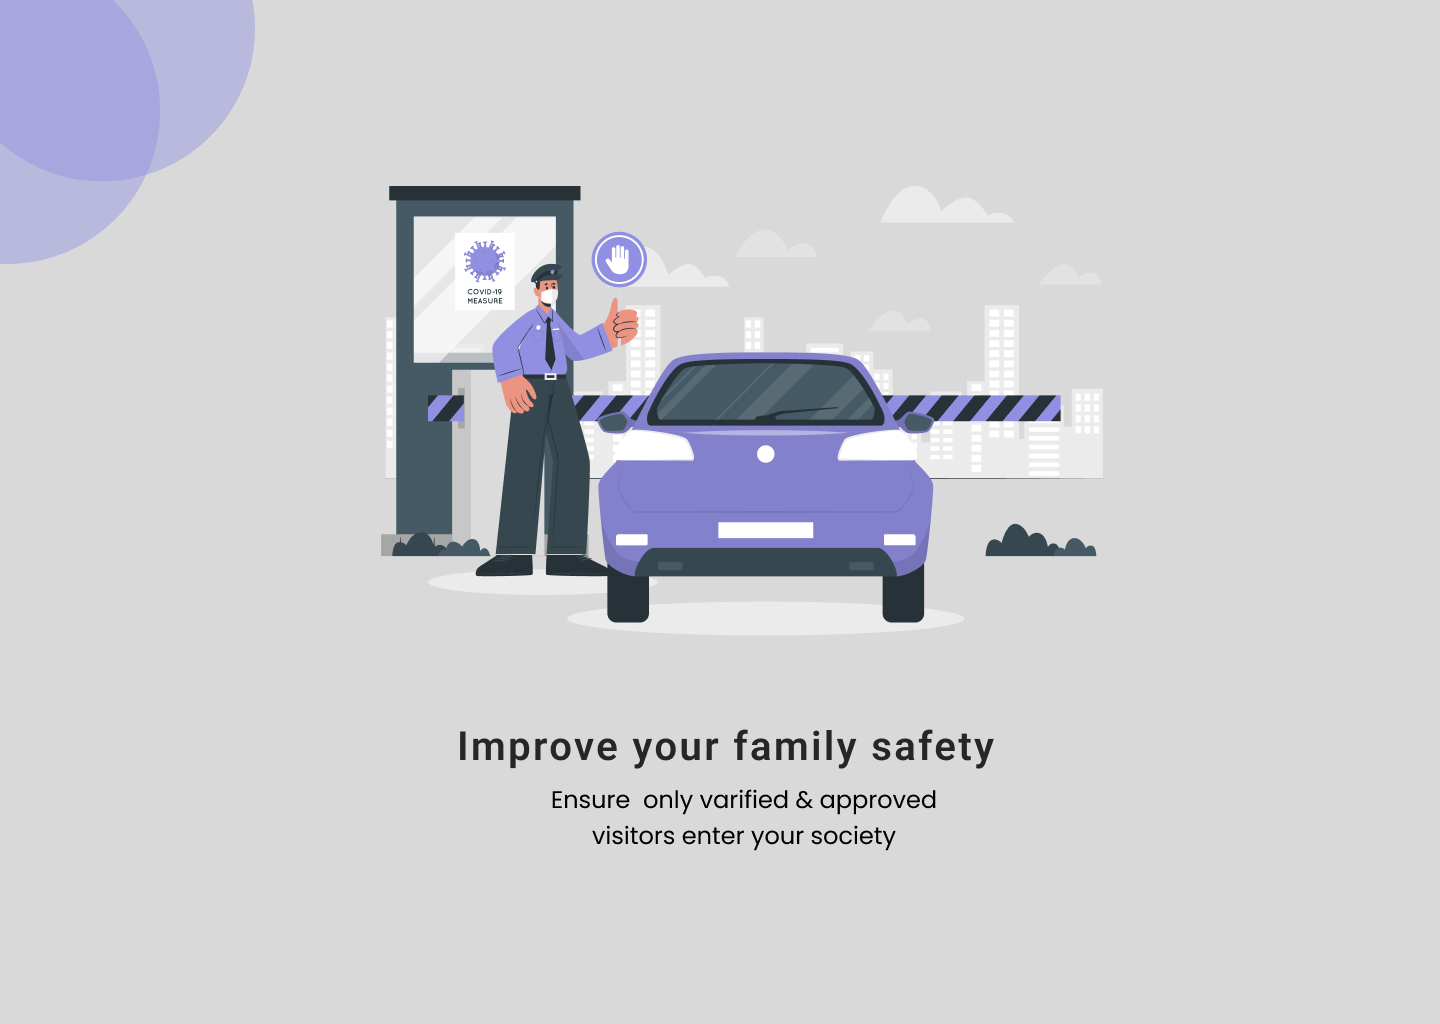 COVID-19
MEASURE
Improve your family safety
Ensure  only varified & approved
visitors enter your society